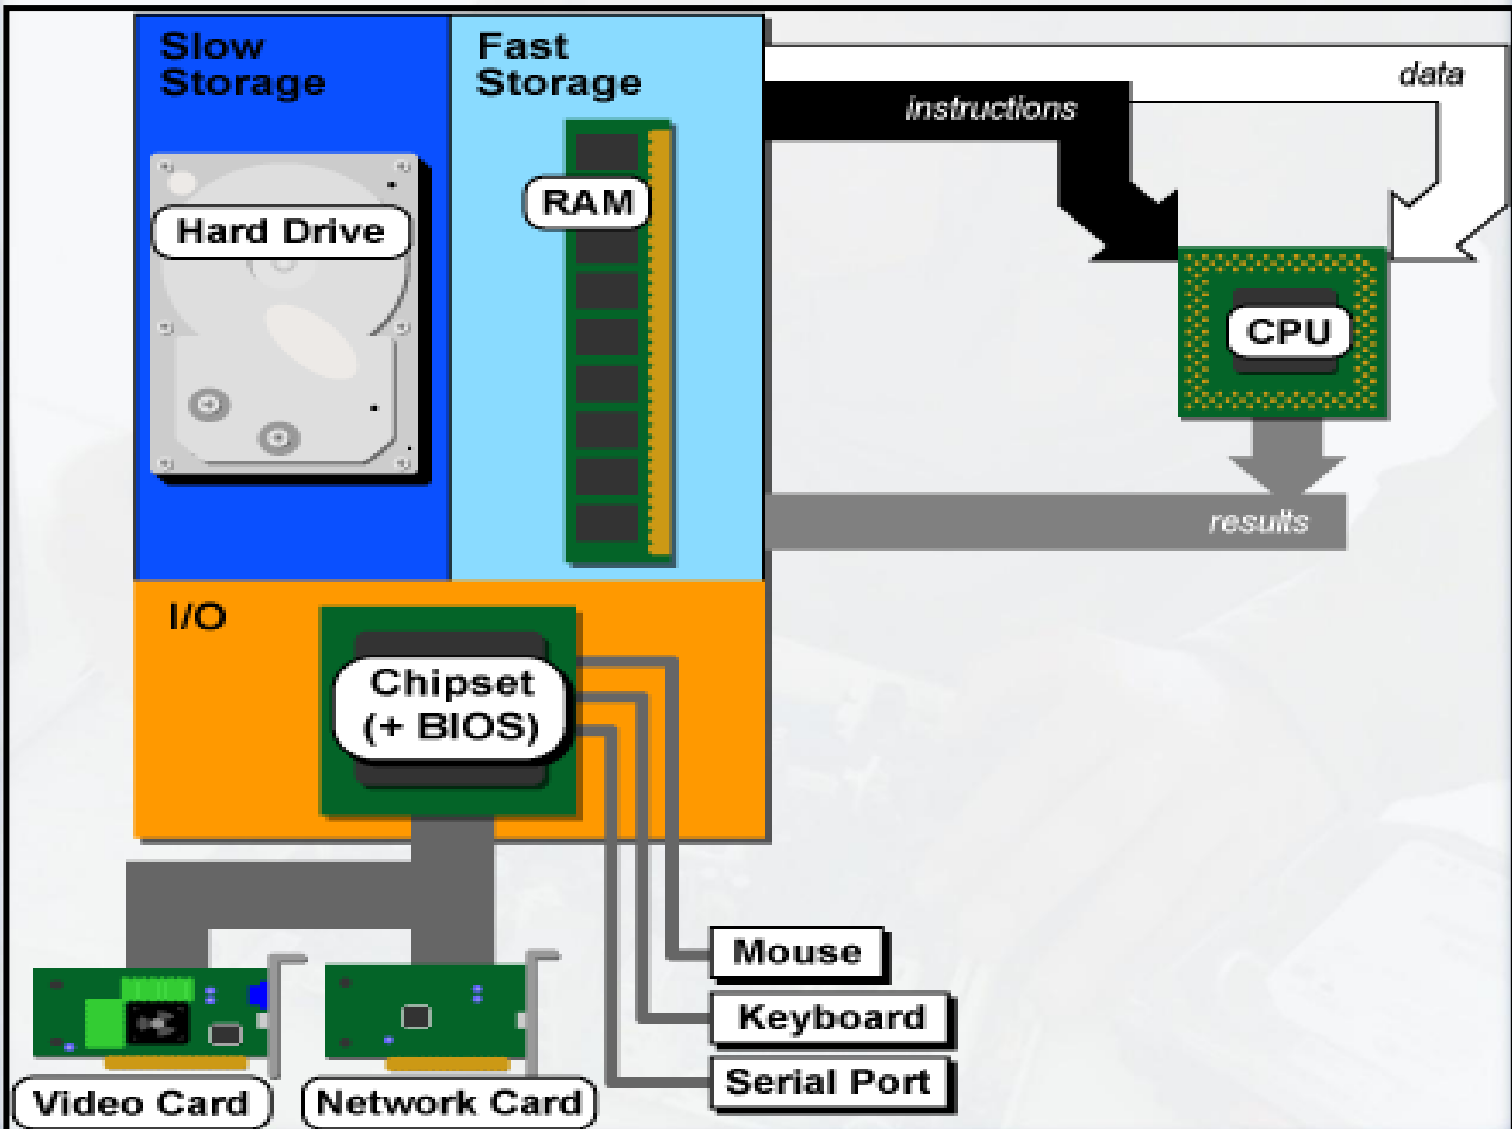 Slow
Storage
Fast
Storage
data
instructions
RAM
Hard Drive
CPU
results
I/O
Chipset
(+ BIOS)
Mouse
Keyboard
Serial Port
Video Card
Network Card